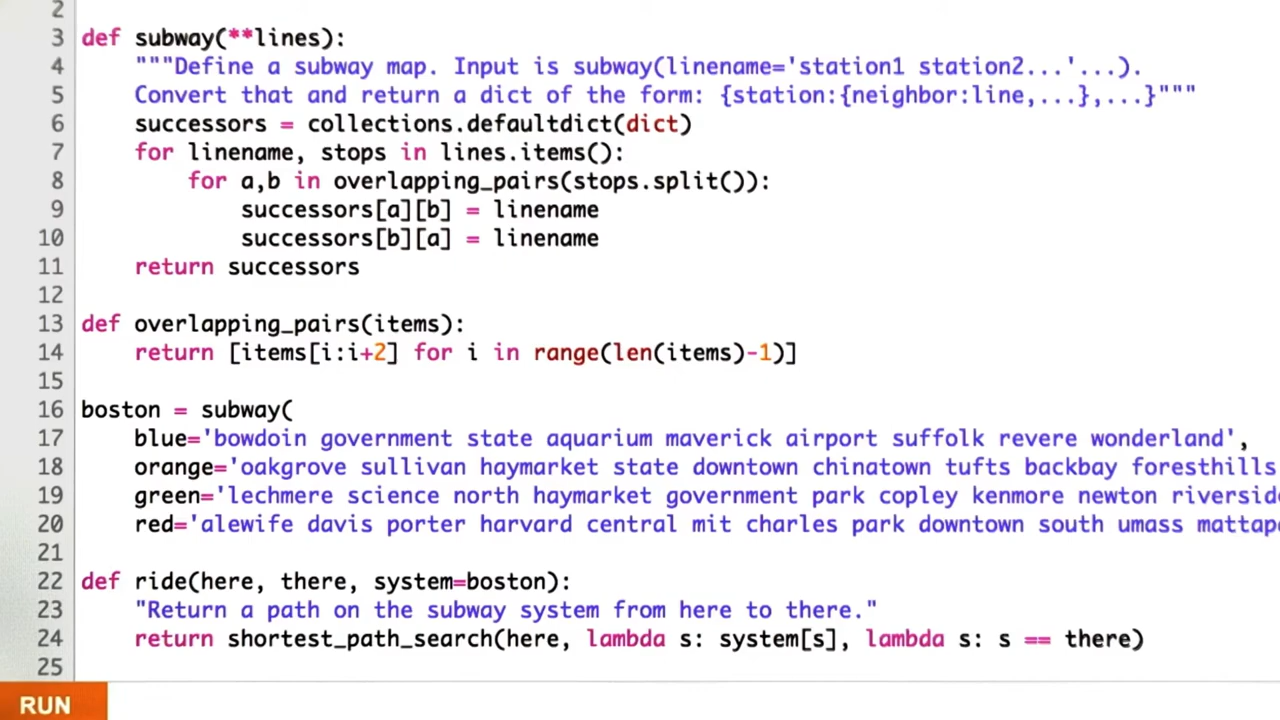 2
3 def subway(**lines):
4 """Define a subway map. Input is subway(linename='station1 station2...'...).
5 Convert that and return a dict of the form: {station:{neighbor:line,...},...}"""
6 successors = collections.defaultdict(dict)
7 for linename, stops in lines.items():
8 for a,b in overlapping_pairs(stops.split()):
9 successors[a][b] = linename
10 successors[b][a] = linename
11 return successors
12
13 def overlapping_pairs(items):
14 return [items[i:i+2] for i in range(len(items)-1)]
15
16 boston = subway(
17 blue='bowdoin government state aquarium maverick airport suffolk revere wonderland',
18 orange='oakgrove sullivan haymarket state downtown chinatown tufts backbay foresthills
19 green='lechmere science north haymarket government park copley kenmore newton riverside
20 red='alewife davis porter harvard central mit charles park downtown south umass mattapa
21
22 def ride(here, there, system=boston):
23 "Return a path on the subway system from here to there."
24 return shortest_path_search(here, lambda s: system[s], lambda s: s == there)
25
RUN